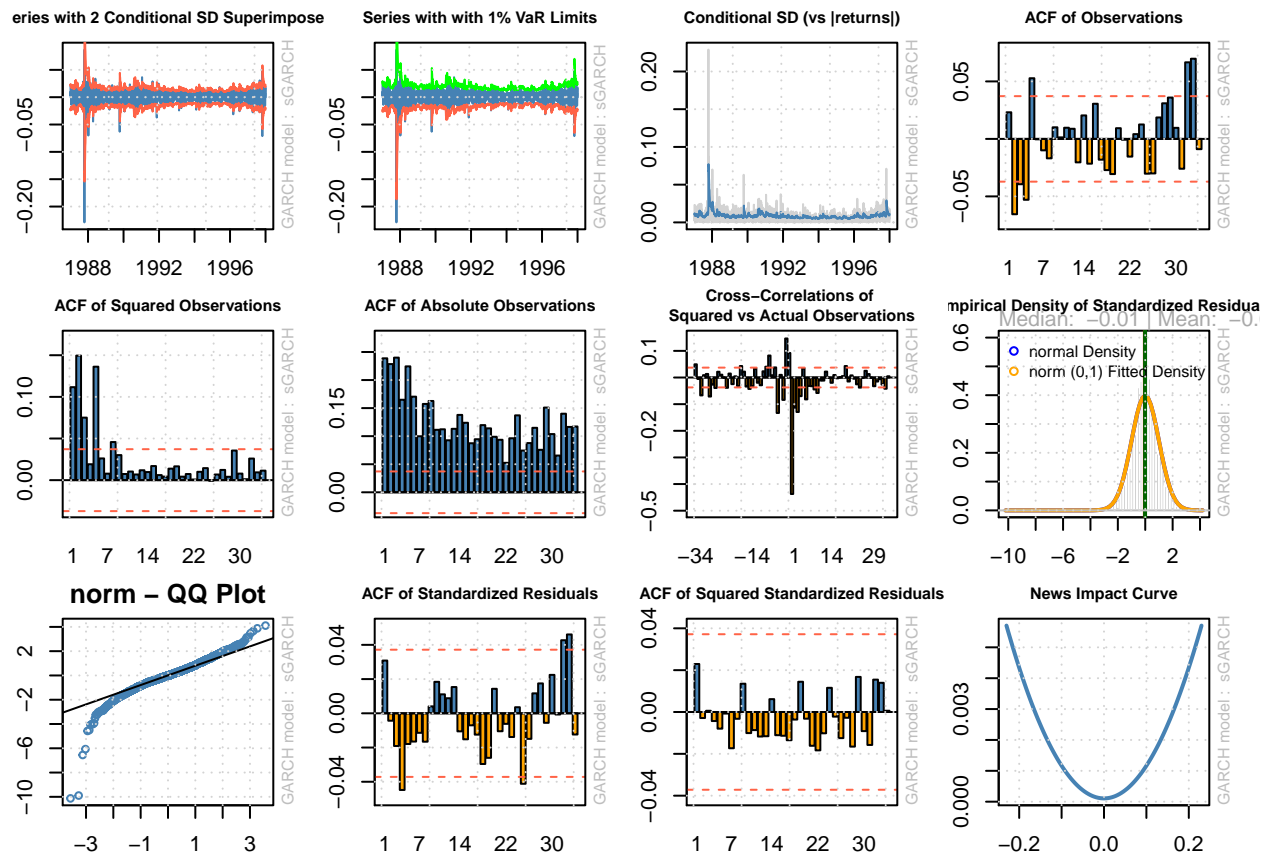 eries with 2 Conditional SD Superimpose
Series with with 1% VaR Limits
Conditional SD (vs |returns|)
ACF of Observations
−0.05
−0.20
1988
1992
1996
GARCH model : sGARCH
−0.05
−0.20
1988
1992
1996
GARCH model : sGARCH
0.20
0.10
0.00
1988
1992
1996
GARCH model : sGARCH
0.05
−0.05
1
7
14
22
30
GARCH model : sGARCH
ACF of Squared Observations
ACF of Absolute Observations
Cross−Correlations of
Squared vs Actual Observations
mpirical Density of Standardized Residua
Median: −0.01 | Mean: −0.
0.10
0.00
1
7
14
22
30
GARCH model : sGARCH
0.15
0.00
1
7
14
22
30
GARCH model : sGARCH
0.1
−0.2
−0.5
−34
−14
1
14
29
GARCH model : sGARCH
normal Density
norm (0,1) Fitted Density
0.6
0.4
0.2
0.0
−10
−6
−2
2
GARCH model : sGARCH
norm − QQ Plot
ACF of Standardized Residuals
ACF of Squared Standardized Residuals
News Impact Curve
2
−2
−6
−10
−3
−1
1
3
GARCH model : sGARCH
0.04
0.00
−0.04
1
7
14
22
30
GARCH model : sGARCH
0.04
0.00
−0.04
1
7
14
22
30
GARCH model : sGARCH
0.003
0.000
−0.2
0.0
0.2
GARCH model : sGARCH